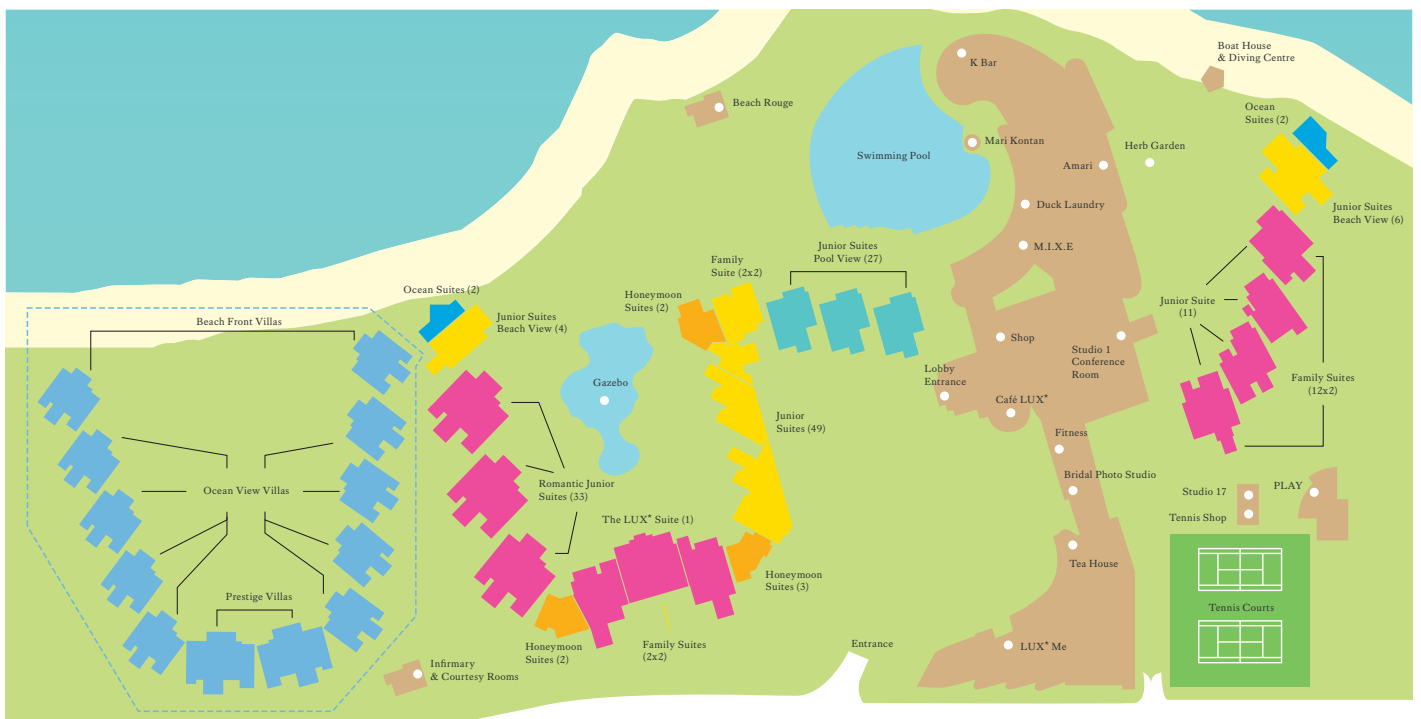 Boat House
& Diving Centre
K Bar
Beach Rouge
Ocean
Suites (2)
Mari Kontan
Herb Garden
Swimming Pool
Amari
Duck Laundry
Junior Suites
Beach View (6)
M.I.X.E
Junior Suites
Pool View (27)
Family
Suite (2x2)
Ocean Suites (2)
Honeymoon
Suites (2)
Junior Suite
(11)
Beach Front Villas
Junior Suites
Beach View (4)
Shop
Studio 1
Conference
Room
Lobby
Entrance
Gazebo
Family Suites
(12x2)
Café LUX*
Junior
Suites (49)
Fitness
Bridal Photo Studio
Romantic Junior
Suites (33)
Ocean View Villas
Studio 17
PLAY
Tennis Shop
The LUX* Suite (1)
Tea House
Honeymoon
Suites (3)
Prestige Villas
Tennis Courts
Honeymoon
Suites (2)
Family Suites
(2x2)
Entrance
LUX* Me
Infirmary
& Courtesy Rooms